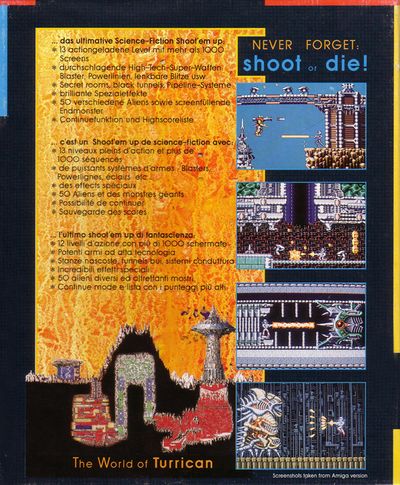 ... das ultimative Science-Fiction Shoot'em up:
* 13 actiongeladene Level mit mehr als 1000
Screens
* durchschlagende High-Tech-Super-Waffen
Blaster, Powerlinien, lenkbare Blitze usw.
* Secret rooms, black funnels, Pipeline-Systeme
* brillante Spezialeffekte
* 50 verschiedene Aliens sowie screenfüllende
Endmonster
* Continuefunktion und Highscoreliste
... c'est un Shoot'em up de science-fiction avec:
* 13 niveaux pleins d'action et plus de
1000 séquences
* de puissants systèmes d'armes - Blasters,
Powerlignes, éclairs etc.
* des effects spéciaux
* 50 Aliens et des monstres géants
* Possibilité de continuer
* Sauvegarde des scores
... l'ultimo shoot'em up di fantascienza:
* 12 livelli d'azione con più di 1000 schermate
* Potenti armi ad alta tecnologia
* Stanze nascoste, tunnels bui, sistemi conduttura
* Incredibili effetti speciali
* 50 alieni diversi ed altrettanti mostri
* Continue mode e lista con i punteggi più alti
NEVER FORGET:
shoot or die!
The World of Turrican
Screenshots taken from Amiga version